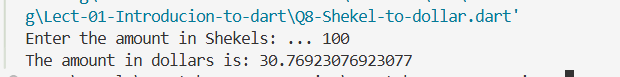 g\Lect-01-Introducion-to-dart\Q8-Shekel-to-dollar.dart'
Enter the amount in Shekels: ... 100
The amount in dollars is: 30.76923076923077